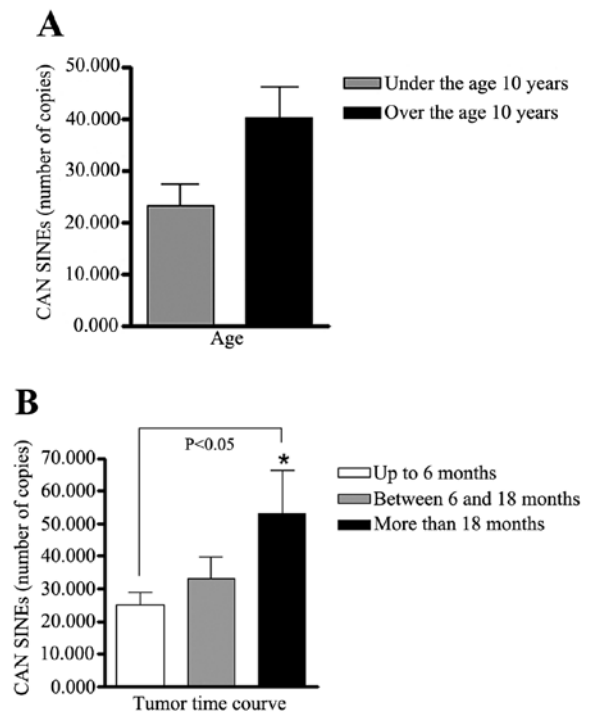 A
50.000
40.000
30.000
20.000
10.000
0.000
CAN SINEs (number of copies)
Age
Under the age 10 years
Over the age 10 years
B
P<0.05
*
70.000
60.000
50.000
40.000
30.000
20.000
10.000
0.000
CAN SINEs (number of copies)
Tumor time courve
Up to 6 months
Between 6 and 18 months
More than 18 months